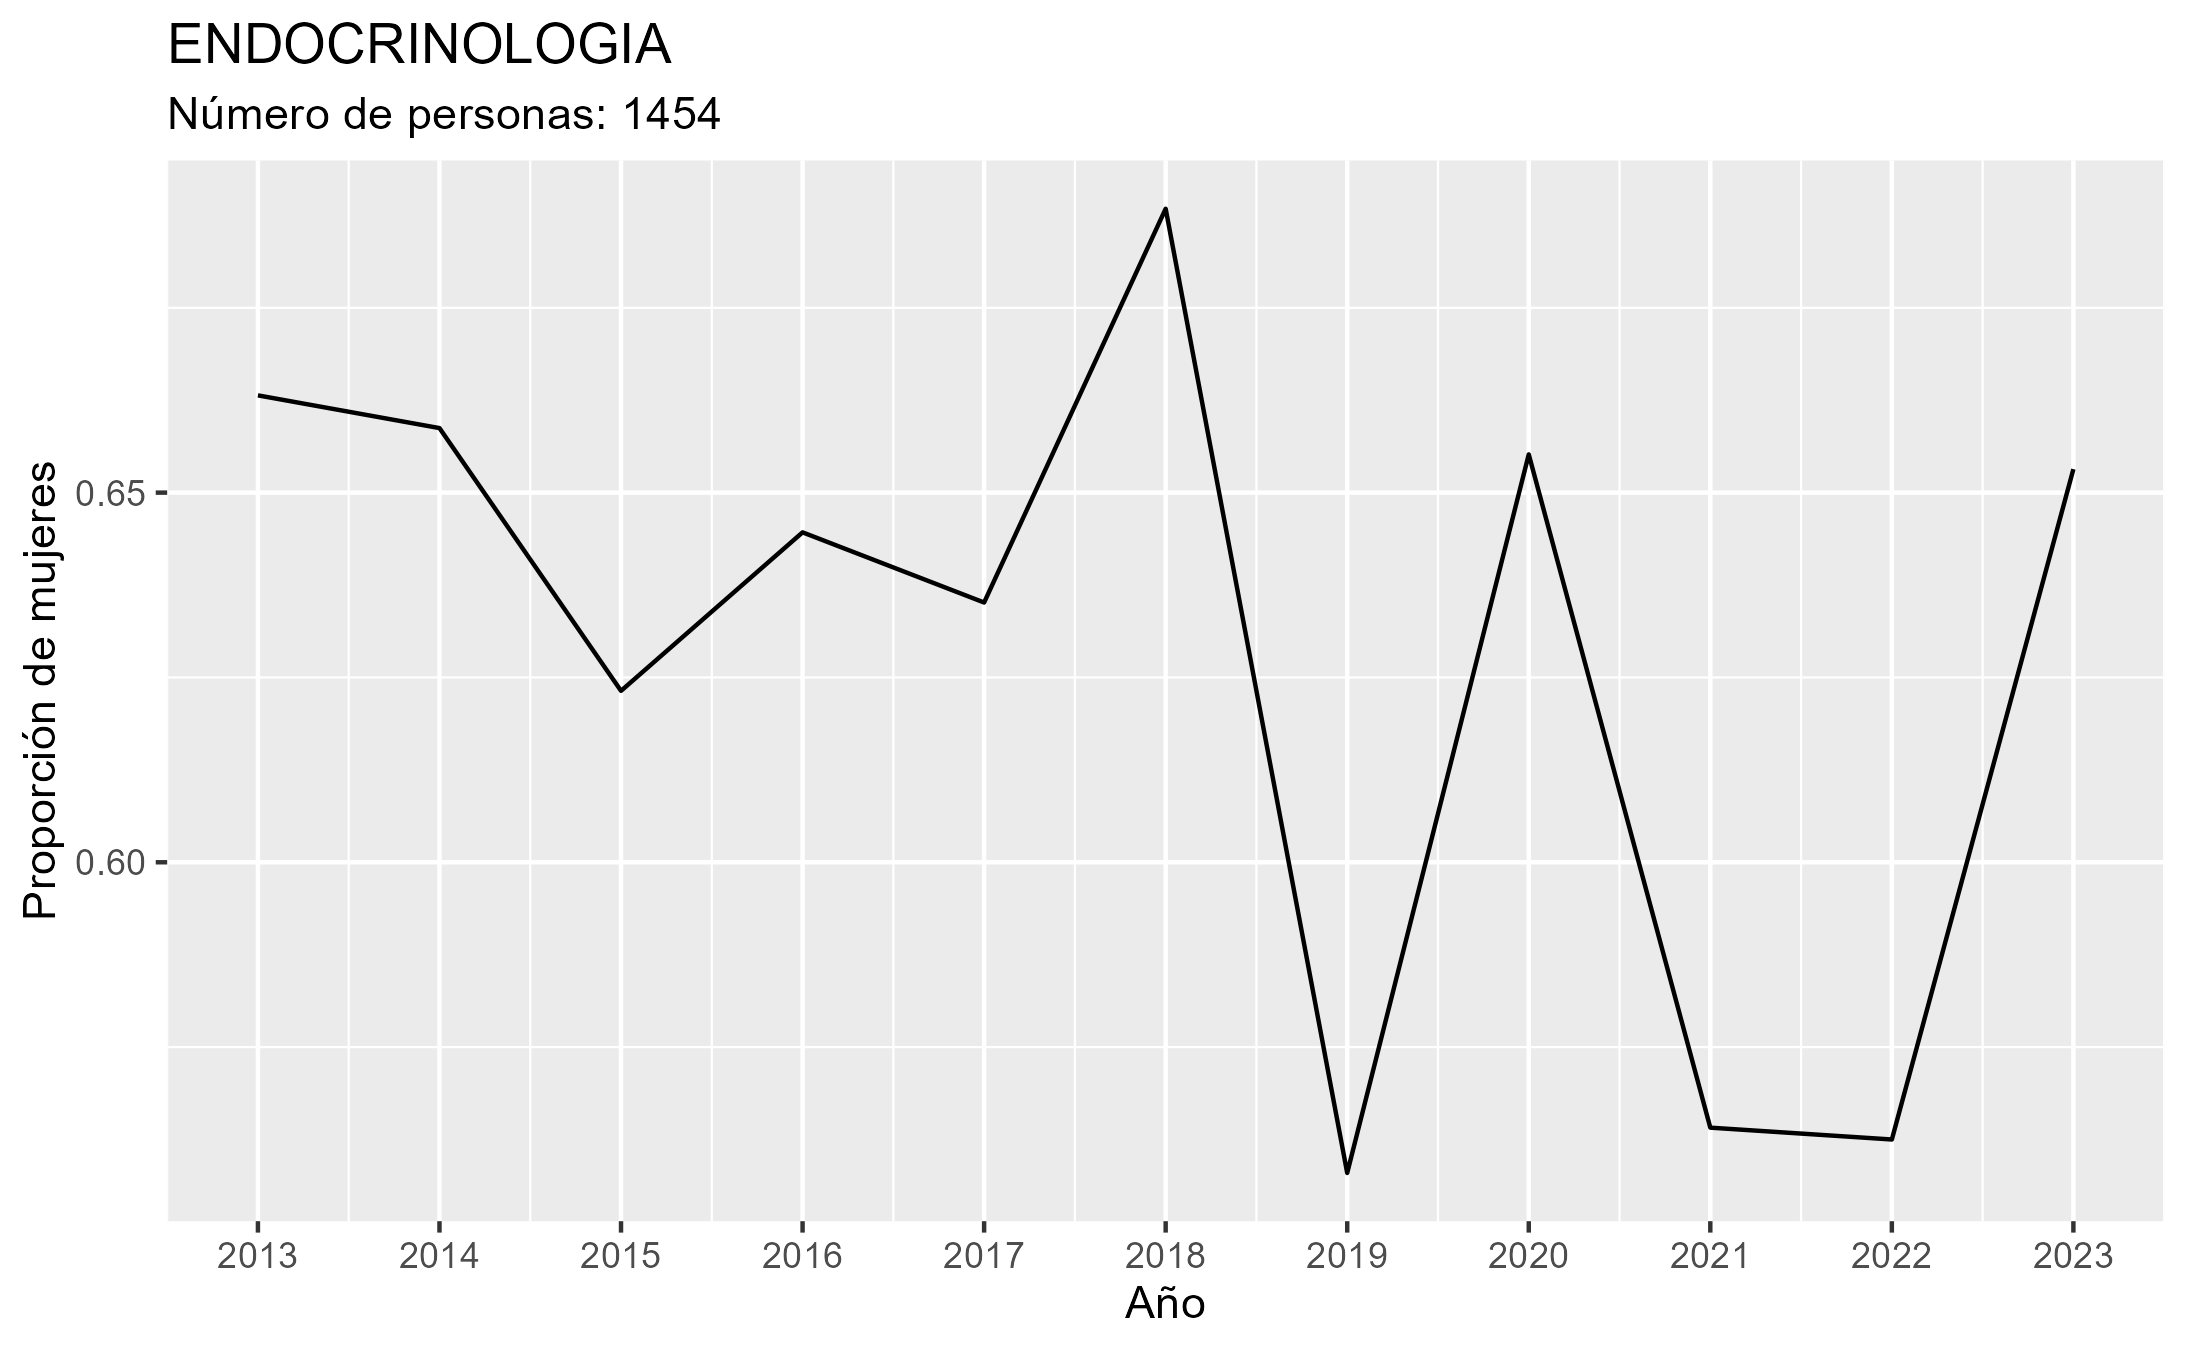 ENDOCRINOLOGIA
Número de personas: 1454
Proporción de mujeres
0.65
0.60
2013 2014 2015 2016 2017 2018 2019 2020 2021 2022 2023
Año